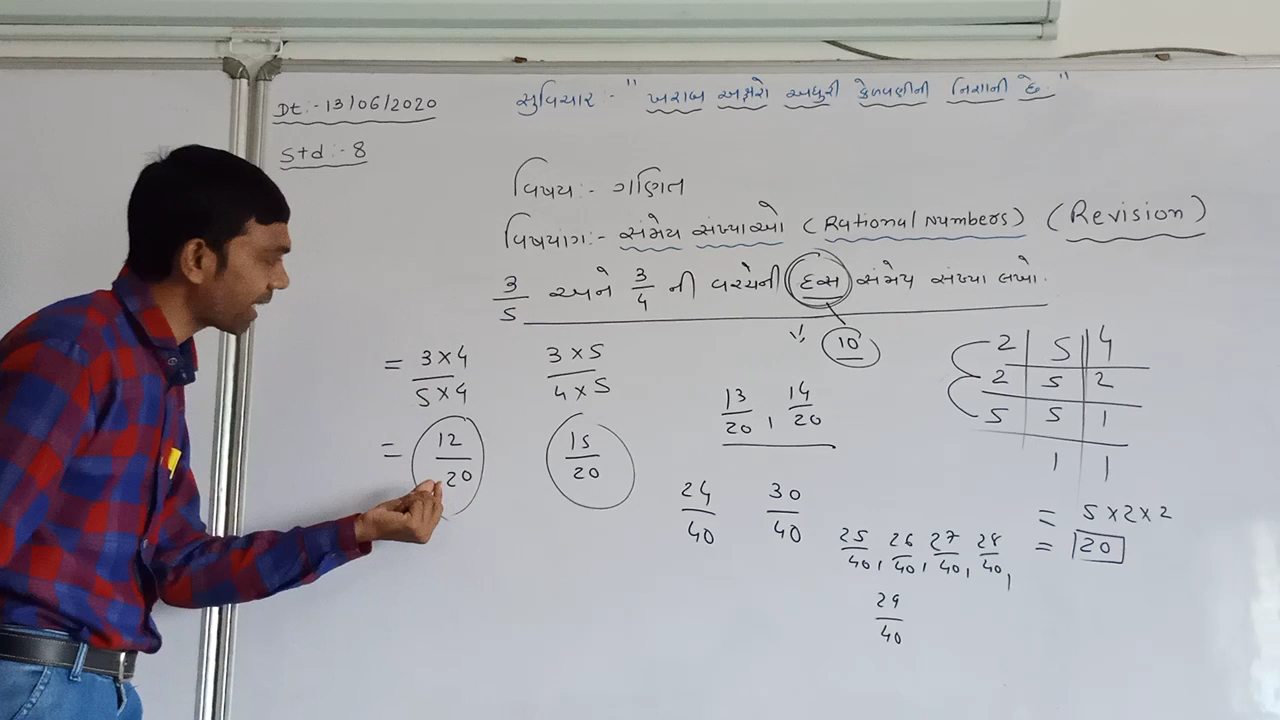 Dt:- 13/06/2020
સુવિચાર:- " ખરાબ અક્ષરો અધુરી કેળવણીની નિશાની છે."
Std:- 8
વિષય:- ગણિત
વિષયાંગ:- સંમેય સંખ્યાઓ (Rational Numbers) (Revision)
3/5 અને 3/4 ની વચ્ચેની દસ સંમેય સંખ્યા લખો.
10
= 3×4/5×4 3×5/4×5
= 12/20 15/20
13/20, 14/20
24/40 30/40
25/40, 26/40, 27/40, 28/40,
29/40
2 | 5 | 4
2 | 5 | 2
5 | 5 | 1
1 | 1
= 5×2×2
= 20